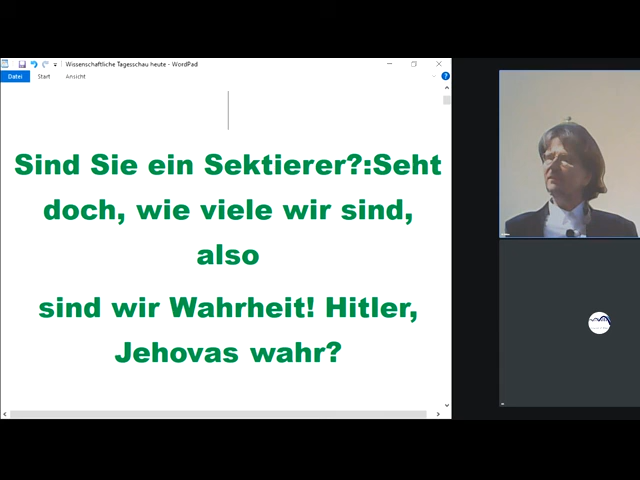 Wissenschaftliche Tagesschau heute - WordPad
Datei Start Ansicht
Sind Sie ein Sektierer?:Seht
doch, wie viele wir sind,
also
sind wir Wahrheit! Hitler,
Jehovas wahr?